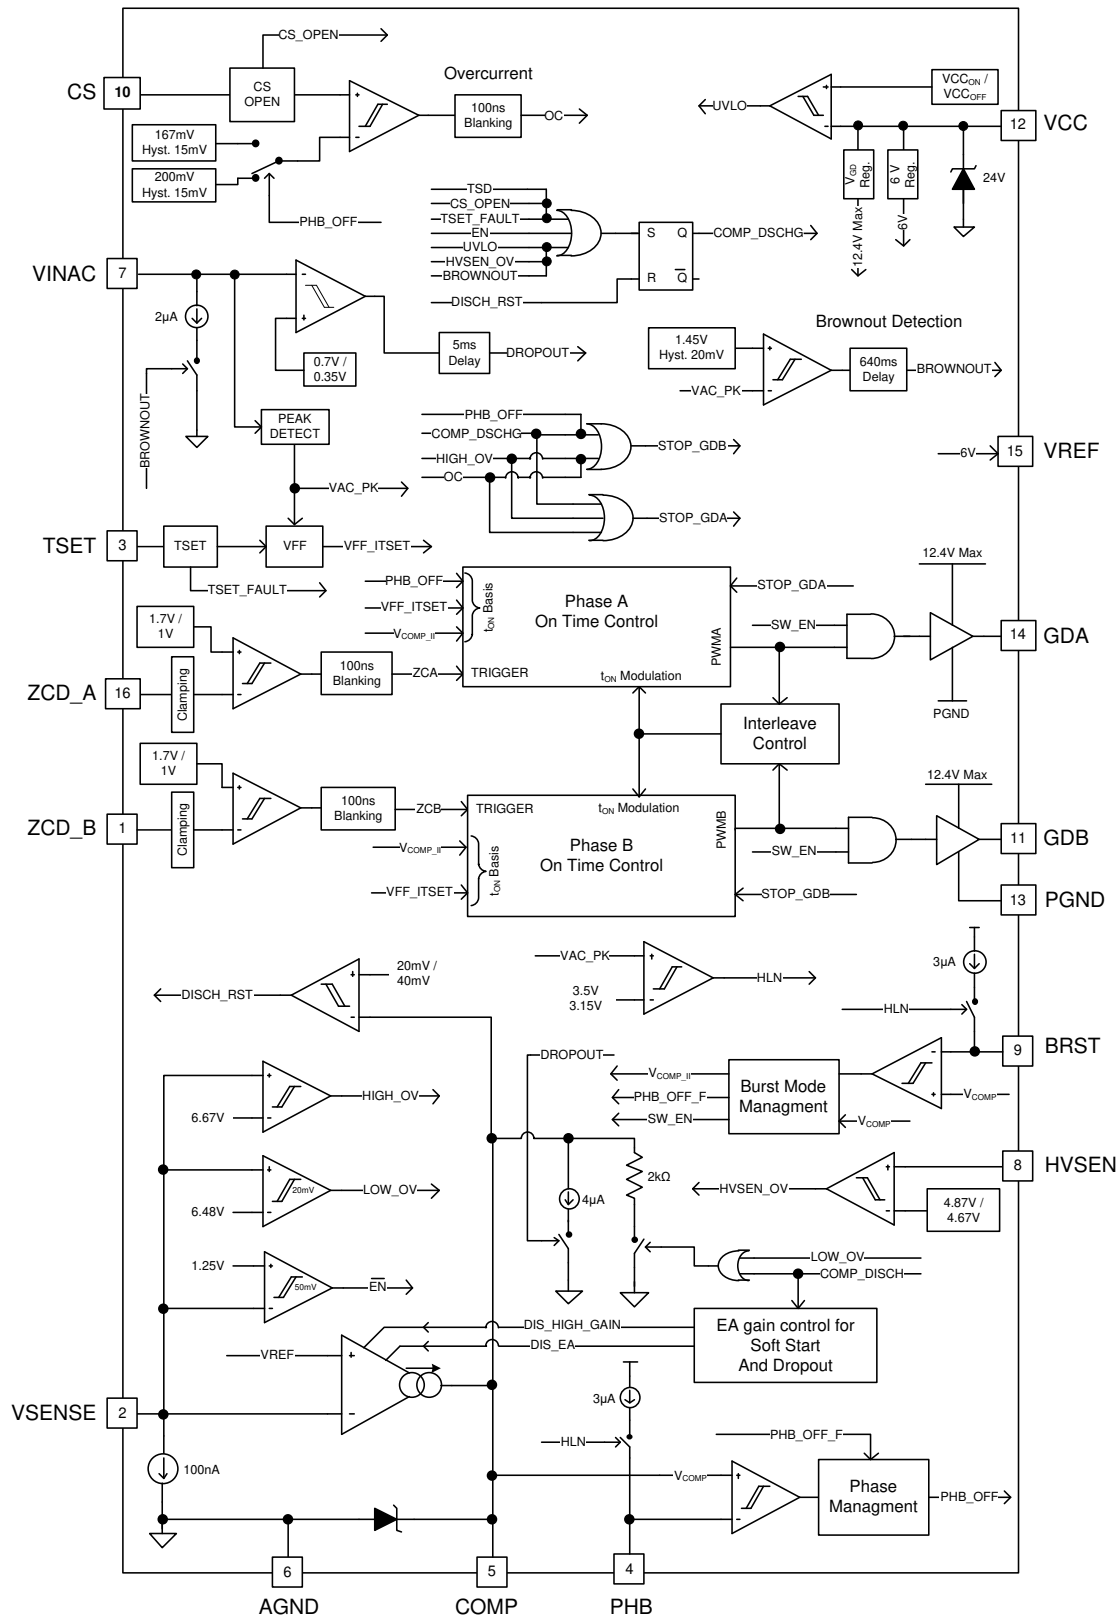 CS_OPEN
CS
10
CS
OPEN
Overcurrent
100ns
Blanking
OC
167mV
Hyst. 15mV
200mV
Hyst. 15mV
PHB_OFF
UVLO
VCCON /
VCCOFF
12
VCC
VGD
Reg.
6 V
Reg.
24V
12.4V Max
6V
TSD
CS_OPEN
TSET_FAULT
EN
UVLO
HVSEN_OV
BROWNOUT
DISCH_RST
S
Q
R
Q
COMP_DSCHG
VINAC
7
2µA
0.7V /
0.35V
5ms
Delay
DROPOUT
BROWNOUT
PEAK
DETECT
VAC_PK
Brownout Detection
1.45V
Hyst. 20mV
VAC_PK
640ms
Delay
BROWNOUT
PHB_OFF
COMP_DSCHG
HIGH_OV
OC
STOP_GDB
STOP_GDA
6V
15
VREF
TSET
3
TSET
VFF
VFF_ITSET
TSET_FAULT
PHB_OFF
VFF_ITSET
VCOMP_II
tON Basis
Phase A
On Time Control
TRIGGER
tON Modulation
PWMA
STOP_GDA
SW_EN
12.4V Max
PGND
14
GDA
1.7V /
1V
ZCD_A
16
Clamping
100ns
Blanking
ZCA
Interleave
Control
1.7V /
1V
ZCD_B
1
Clamping
100ns
Blanking
ZCB
TRIGGER
tON Modulation
Phase B
On Time Control
VCOMP_II
VFF_ITSET
tON Basis
PWMB
SW_EN
STOP_GDB
12.4V Max
11
GDB
13
PGND
DISCH_RST
20mV /
40mV
VAC_PK
3.5V
3.15V
HLN
3µA
HLN
9
BRST
VCOMP
DROPOUT
VCOMP_II
PHB_OFF_F
SW_EN
Burst Mode
Managment
VCOMP
HIGH_OV
6.67V
20mV
LOW_OV
6.48V
1.25V
50mV
EN
4µA
2kΩ
HVSEN_OV
8
HVSEN
4.87V /
4.67V
LOW_OV
COMP_DISCH
EA gain control for
Soft Start
And Dropout
DIS_HIGH_GAIN
DIS_EA
VREF
VSENSE
2
100nA
3µA
HLN
VCOMP
PHB_OFF_F
Phase
Managment
PHB_OFF
6
5
4
AGND
COMP
PHB